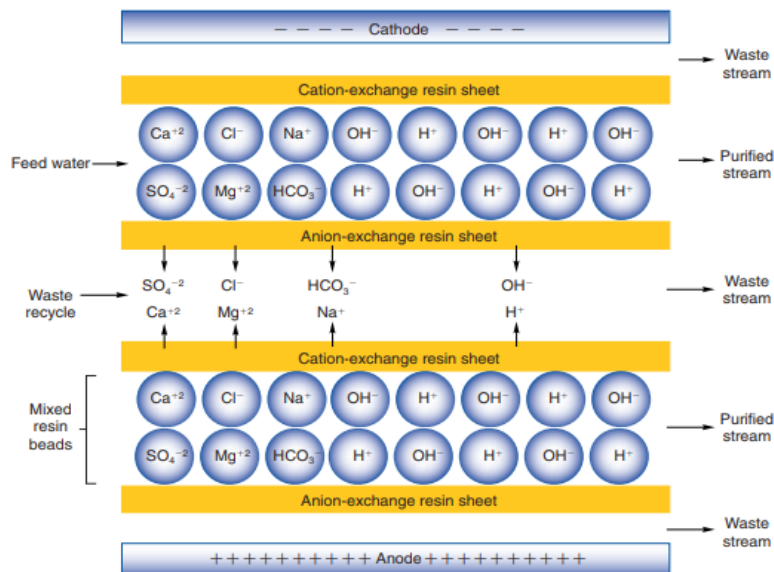 − − − − Cathode − − − −
Waste
stream
Cation-exchange resin sheet
Ca+2 Cl− Na+ OH− H+ OH− H+ OH−
Feed water
Purified
stream
SO4−2 Mg+2 HCO3− H+ OH− H+ OH− H+
Anion-exchange resin sheet
SO4−2 Cl− HCO3− OH−
Waste
recycle
Waste
stream
Ca+2 Mg+2 Na+ H+
Cation-exchange resin sheet
Ca+2 Cl− Na+ OH− H+ OH− H+ OH−
Mixed
resin
beads
Purified
stream
SO4−2 Mg+2 HCO3− H+ OH− H+ OH− H+
Anion-exchange resin sheet
Waste
stream
++++++++++ Anode ++++++++++